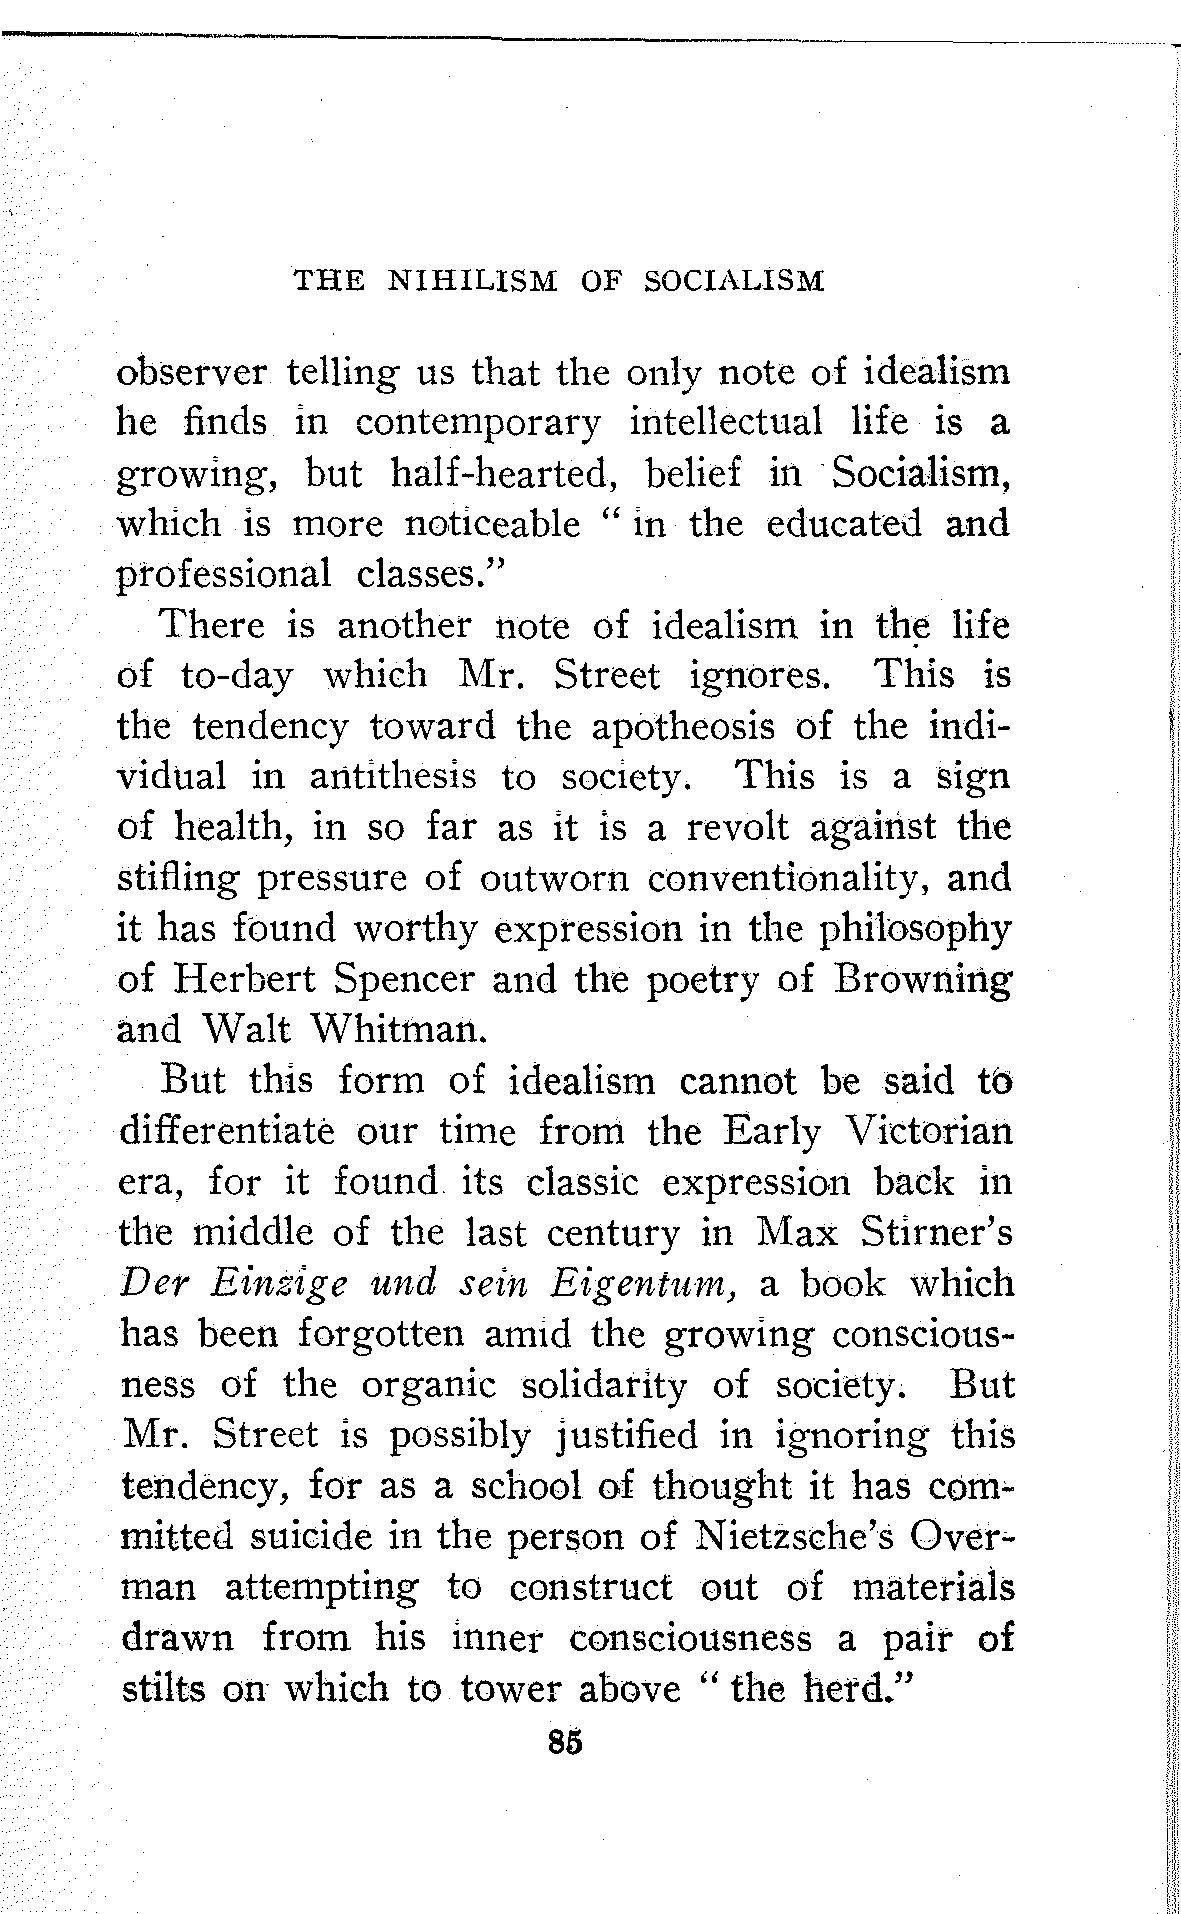 THE NIHILISM OF SOCIALISM
observer telling us that the only note of idealism
he finds in contemporary intellectual life is a
growing, but half-hearted, belief in Socialism,
which is more noticeable “ in the educated and
professional classes.”
There is another note of idealism in the life
of to-day which Mr. Street ignores. This is
the tendency toward the apotheosis of the indi-
vidual in antithesis to society. This is a sign
of health, in so far as it is a revolt against the
stifling pressure of outworn conventionality, and
it has found worthy expression in the philosophy
of Herbert Spencer and the poetry of Browning
and Walt Whitman.
But this form of idealism cannot be said to
differentiate our time from the Early Victorian
era, for it found its classic expression back in
the middle of the last century in Max Stirner’s
Der Einzige und sein Eigentum, a book which
has been forgotten amid the growing conscious-
ness of the organic solidarity of society. But
Mr. Street is possibly justified in ignoring this
tendency, for as a school of thought it has com-
mitted suicide in the person of Nietzsche’s Over-
man attempting to construct out of materials
drawn from his inner consciousness a pair of
stilts on which to tower above “ the herd.”
85